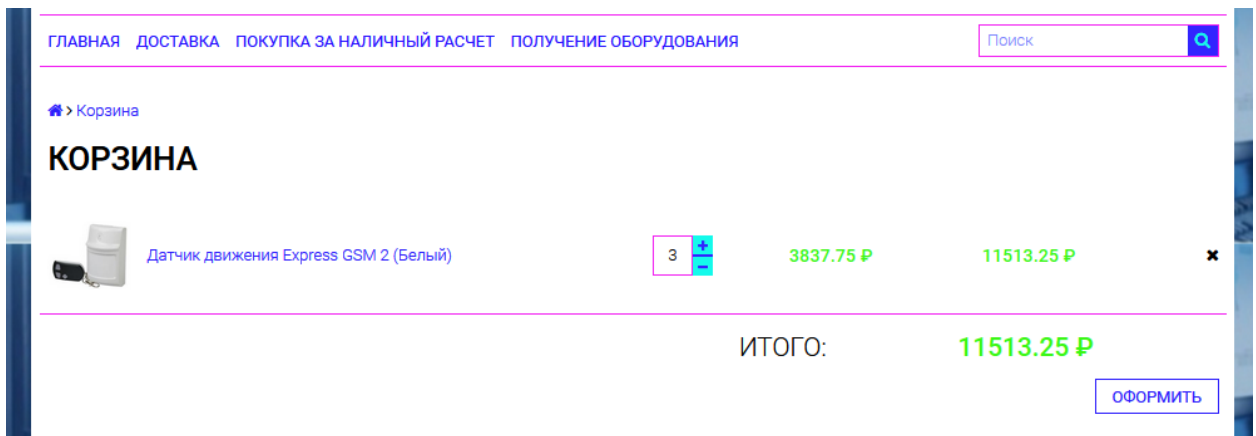 ГЛАВНАЯ ДОСТАВКА ПОКУПКА ЗА НАЛИЧНЫЙ РАСЧЕТ ПОЛУЧЕНИЕ ОБОРУДОВАНИЯ Поиск
> Корзина
КОРЗИНА
Датчик движения Express GSM 2 (Белый) 3 + − 3837.75 ₽ 11513.25 ₽ ×
ИТОГО: 11513.25 ₽
ОФОРМИТЬ